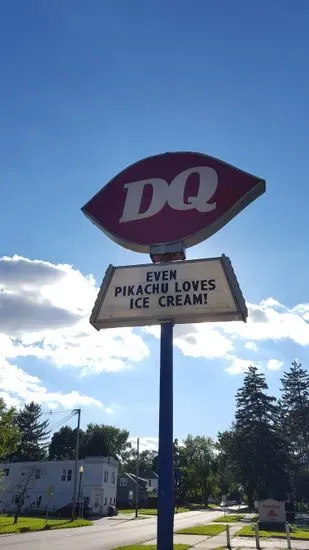 DQ
EVEN
PIKACHU LOVES
ICE CREAM!